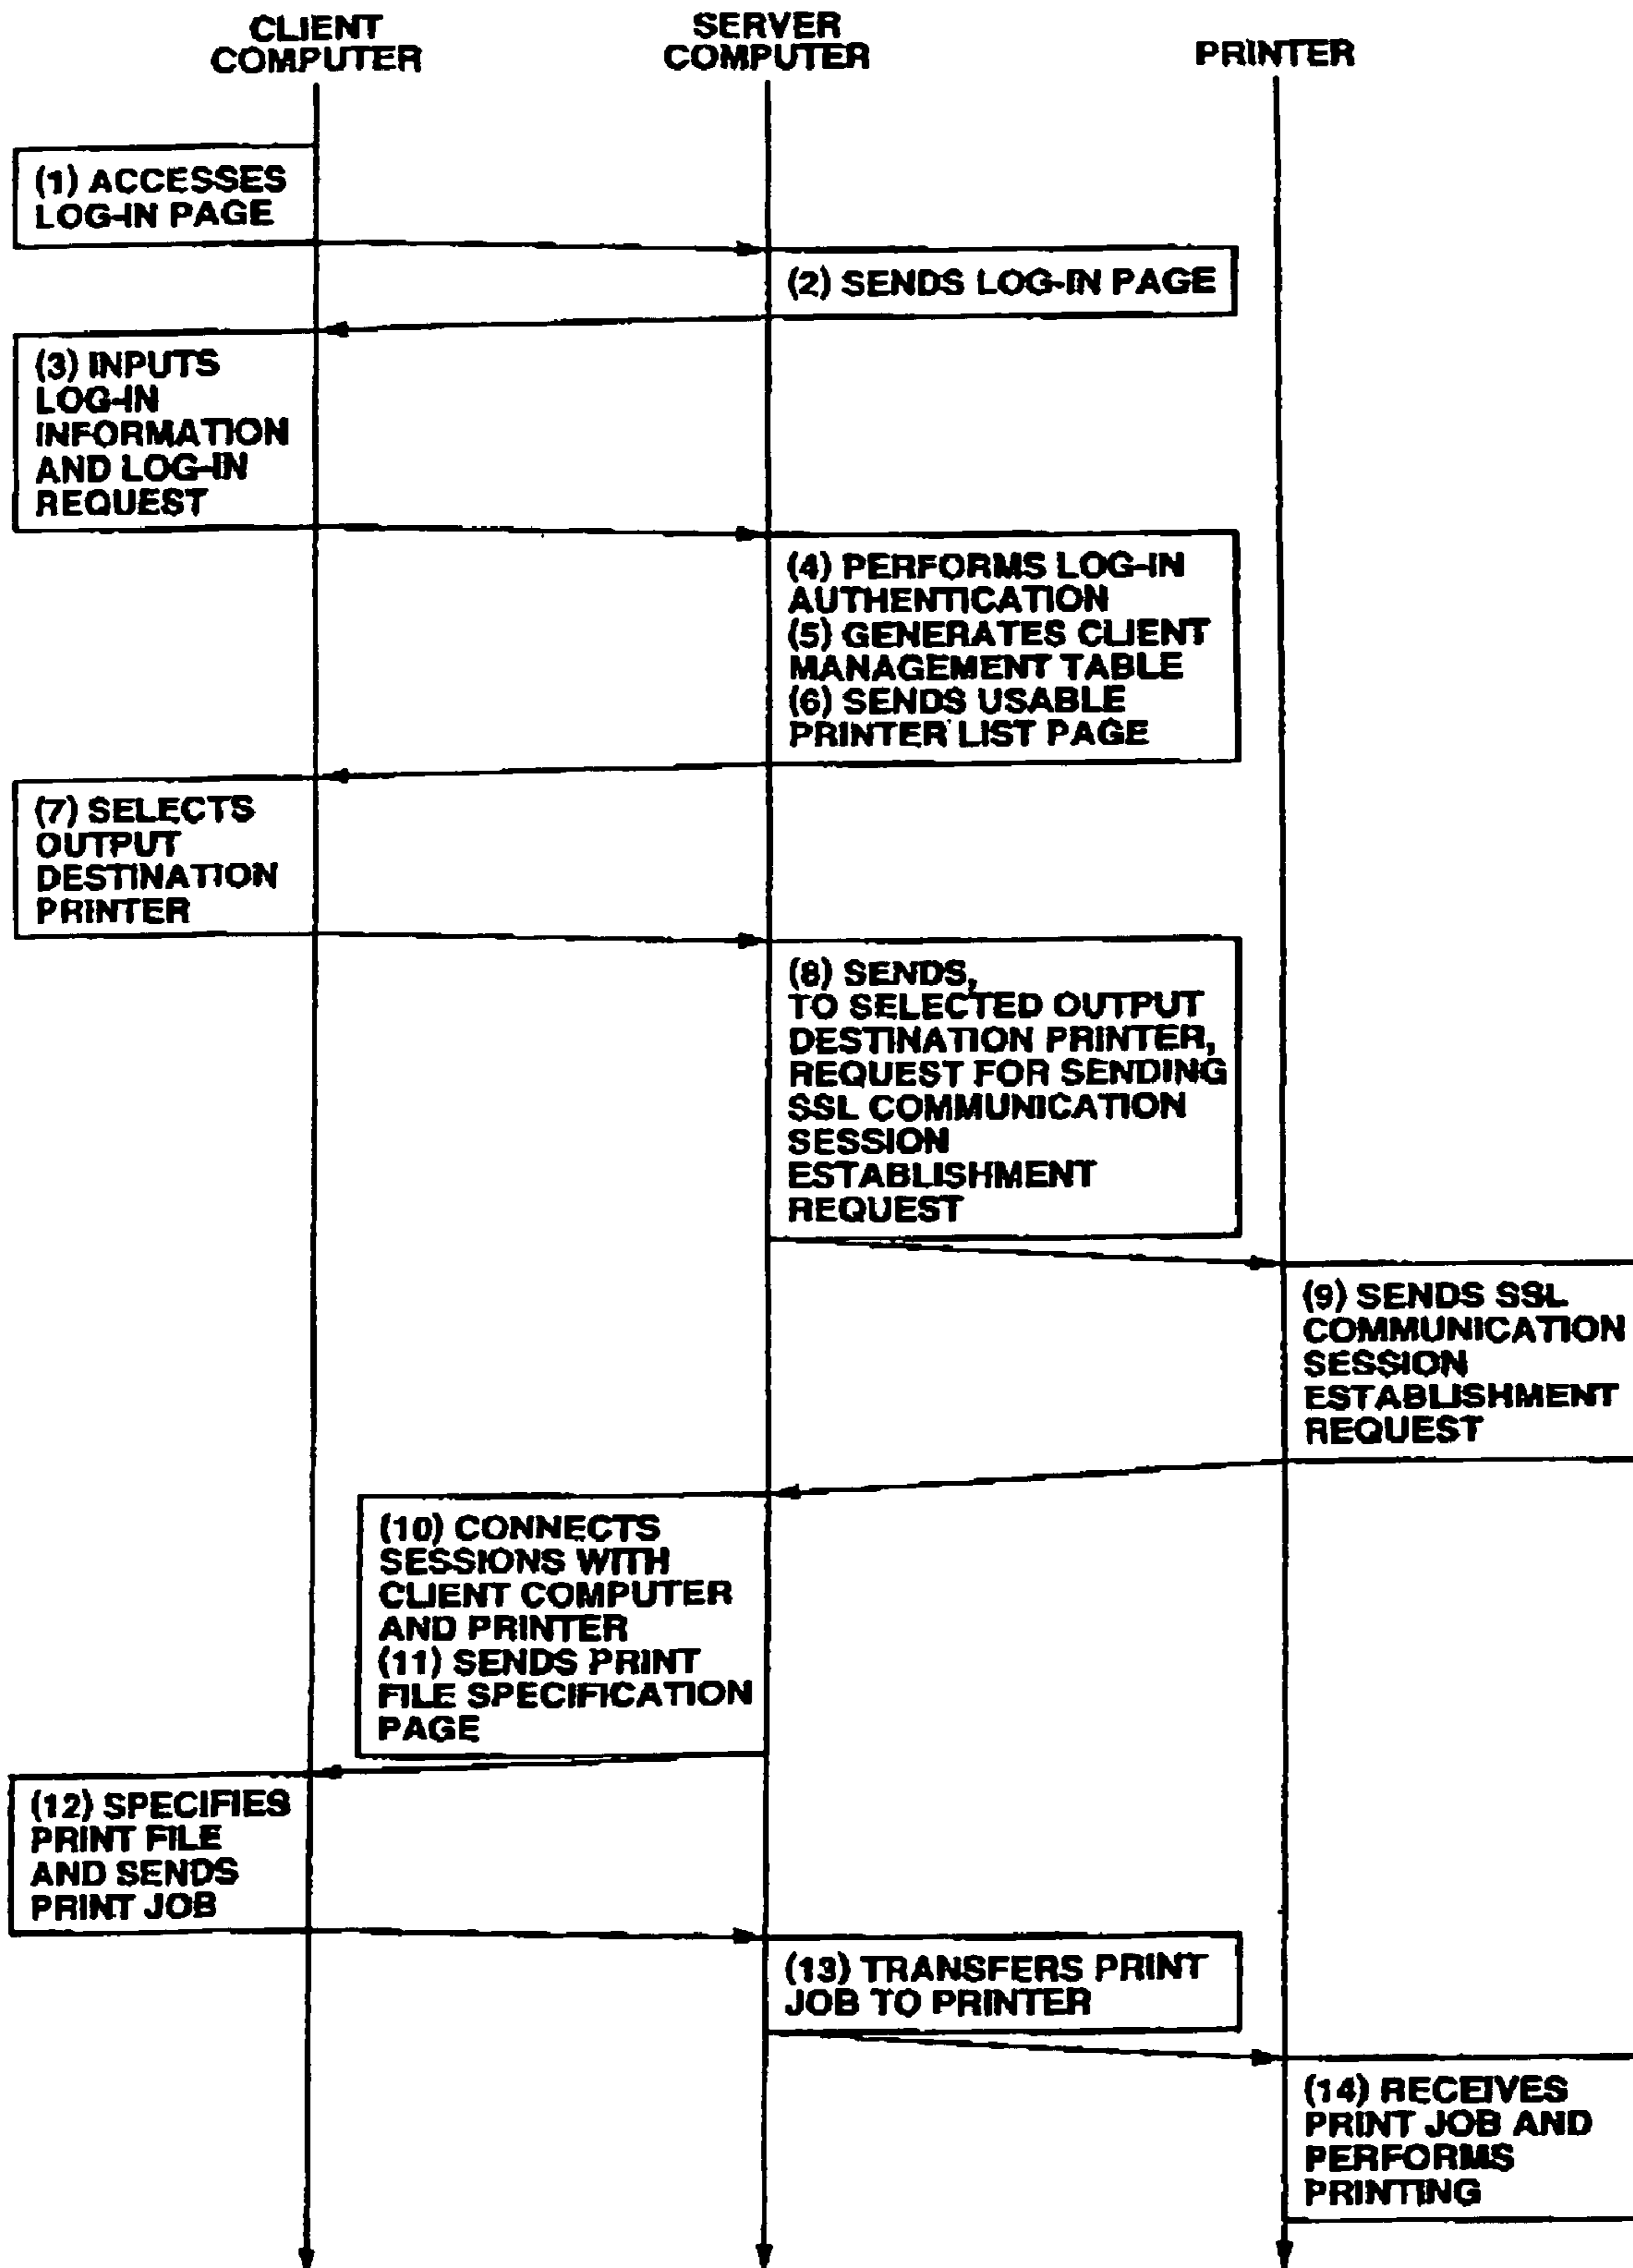 CLIENT
COMPUTER
SERVER
COMPUTER
PRINTER
(1) ACCESSES
LOG-IN PAGE
(2) SENDS LOG-IN PAGE
(3) INPUTS
LOG-IN
INFORMATION
AND LOG-IN
REQUEST
(4) PERFORMS LOG-IN
AUTHENTICATION
(5) GENERATES CLIENT
MANAGEMENT TABLE
(6) SENDS USABLE
PRINTER LIST PAGE
(7) SELECTS
OUTPUT
DESTINATION
PRINTER
(8) SENDS,
TO SELECTED OUTPUT
DESTINATION PRINTER,
REQUEST FOR SENDING
SSL COMMUNICATION
SESSION
ESTABLISHMENT
REQUEST
(9) SENDS SSL
COMMUNICATION
SESSION
ESTABLISHMENT
REQUEST
(10) CONNECTS
SESSIONS WITH
CLIENT COMPUTER
AND PRINTER
(11) SENDS PRINT
FILE SPECIFICATION
PAGE
(12) SPECIFIES
PRINT FILE
AND SENDS
PRINT JOB
(13) TRANSFERS PRINT
JOB TO PRINTER
(14) RECEIVES
PRINT JOB AND
PERFORMS
PRINTING